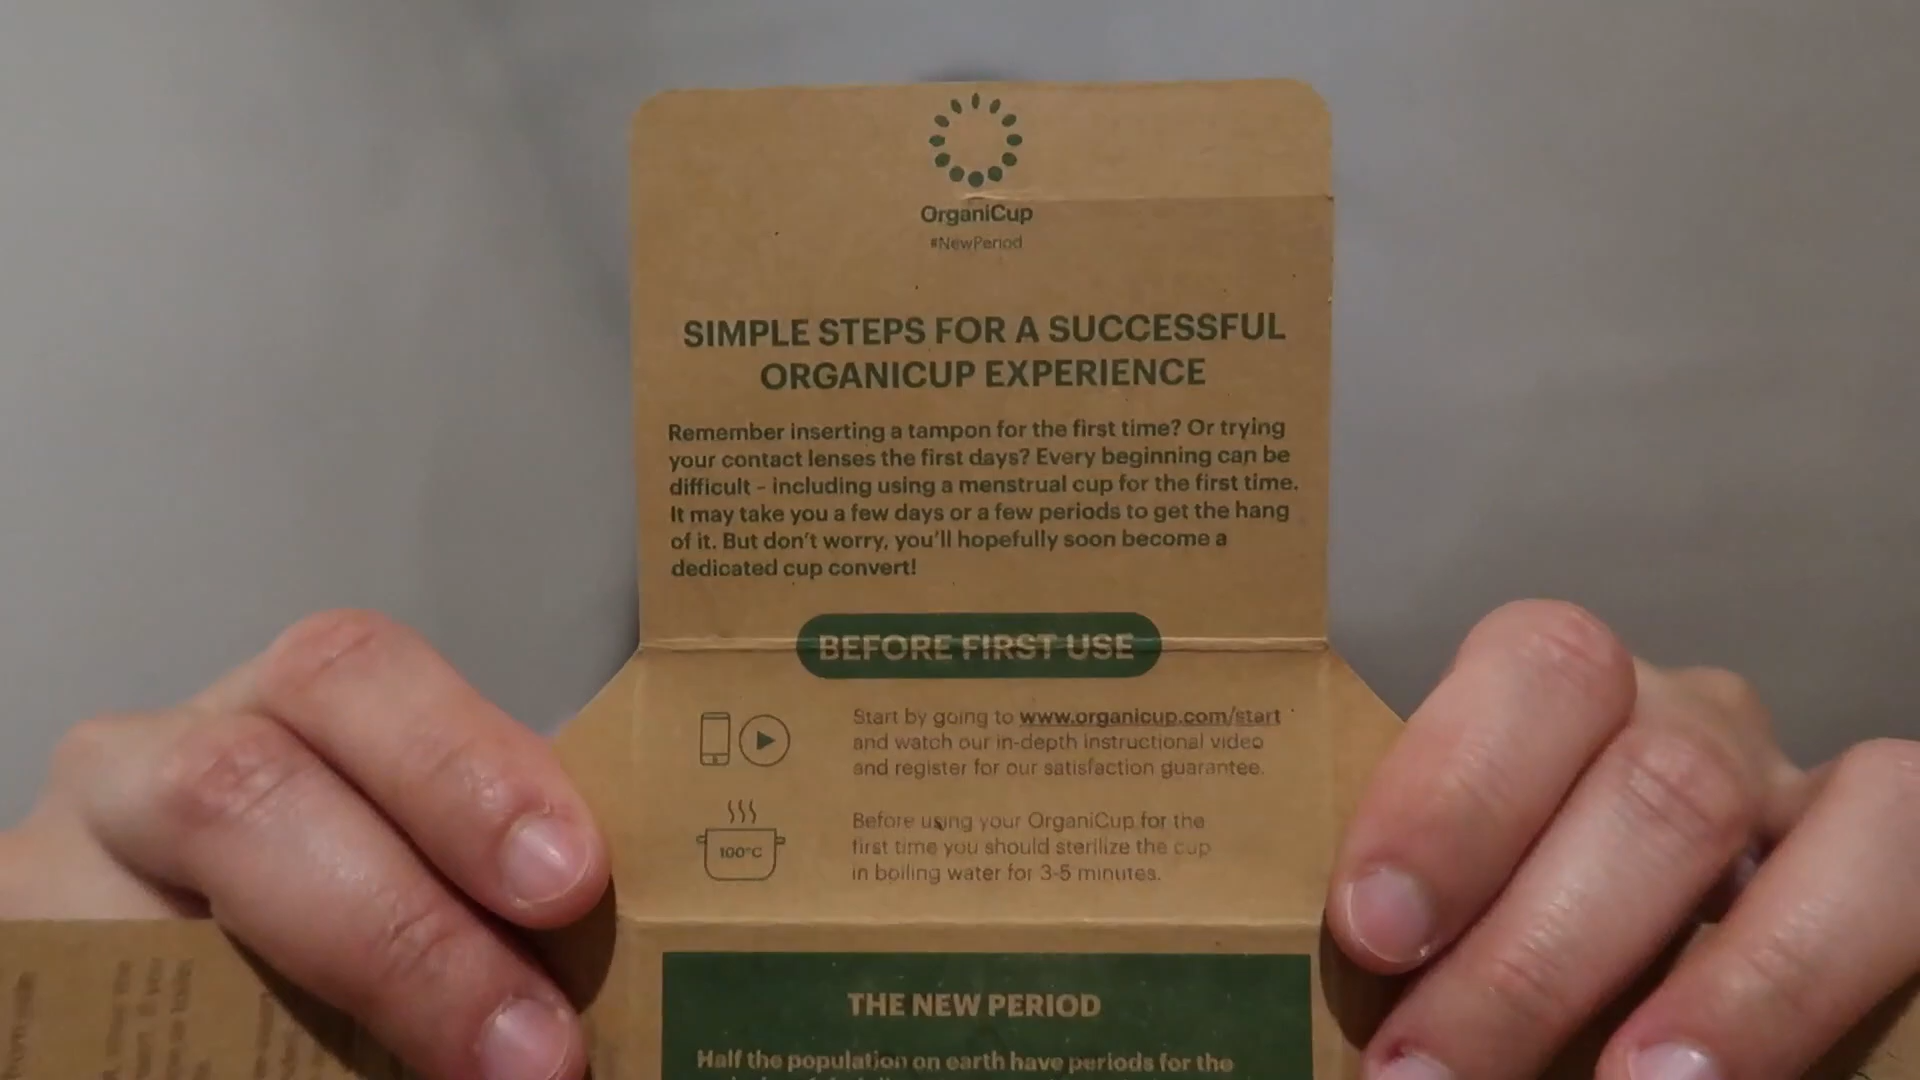 OrganiCup
#NewPeriod
SIMPLE STEPS FOR A SUCCESSFUL
ORGANICUP EXPERIENCE
Remember inserting a tampon for the first time? Or trying
your contact lenses the first days? Every beginning can be
difficult – including using a menstrual cup for the first time.
It may take you a few days or a few periods to get the hang
of it. But don't worry, you'll hopefully soon become a
dedicated cup convert!
BEFORE FIRST USE
Start by going to www.organicup.com/start
and watch our in-depth instructional video
and register for our satisfaction guarantee.
100°C
Before using your OrganiCup for the
first time you should sterilize the cup
in boiling water for 3-5 minutes.
THE NEW PERIOD
Half the population on earth have periods for the